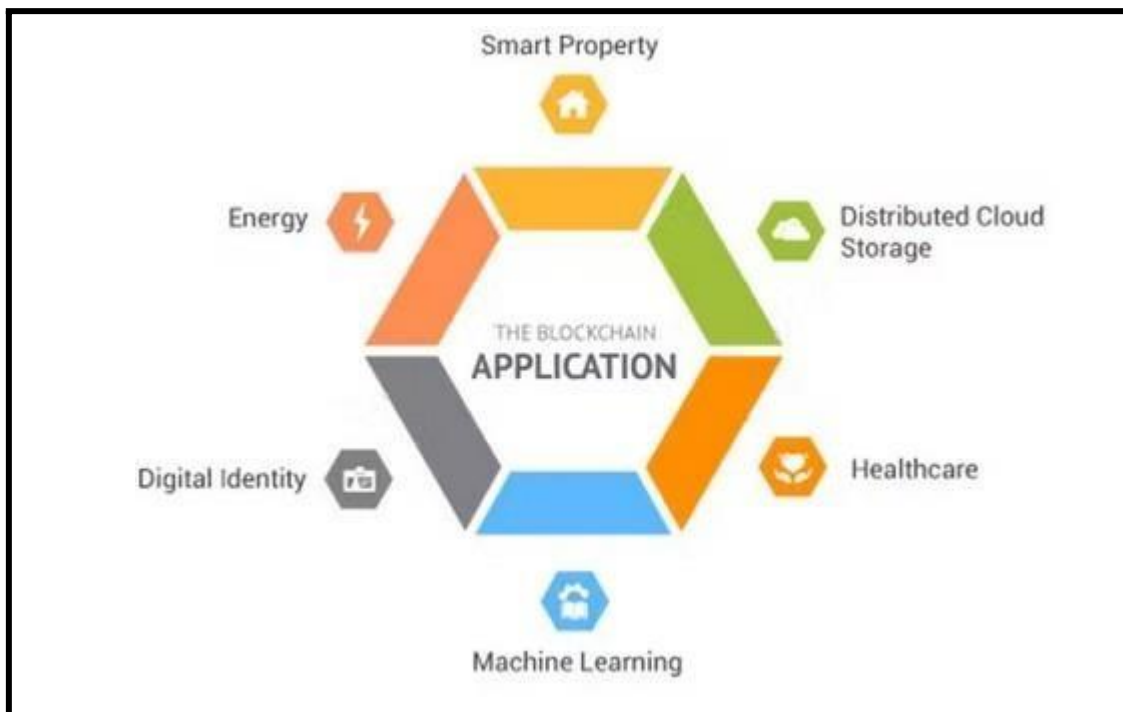 Smart Property
Energy
Distributed Cloud
Storage
THE BLOCKCHAIN
APPLICATION
Digital Identity
Healthcare
Machine Learning